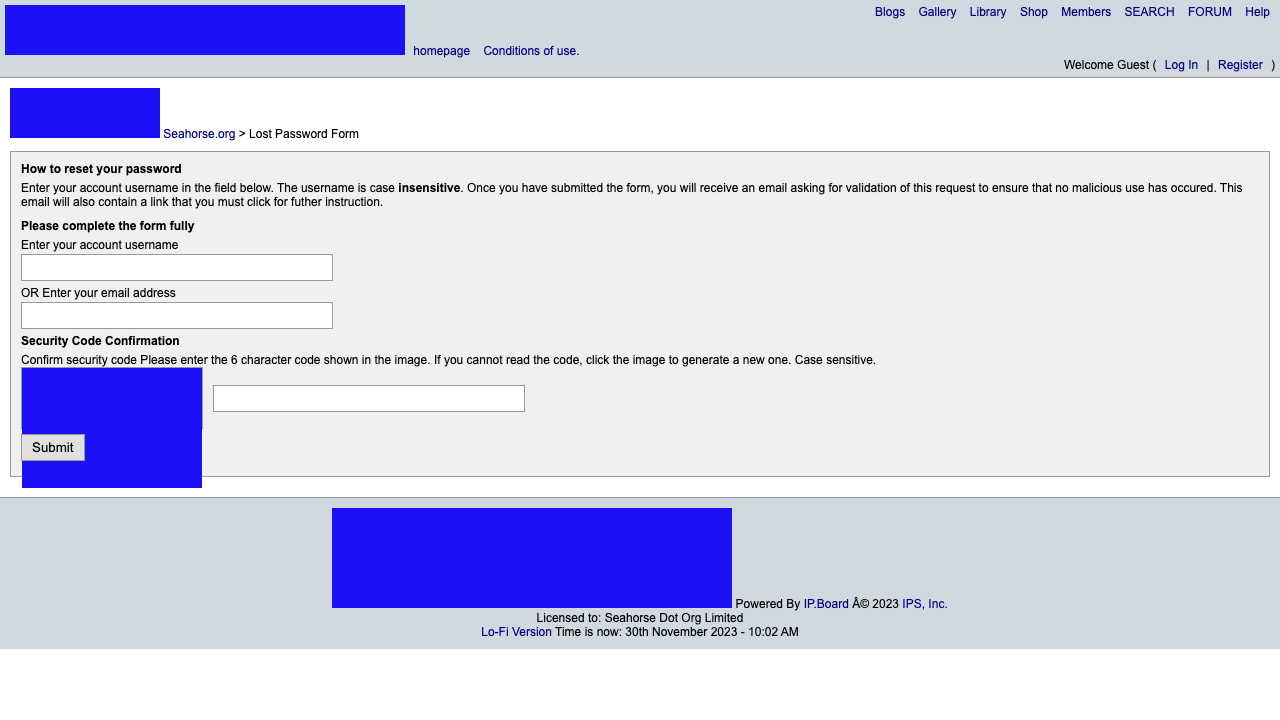 Blogs Gallery Library Shop Members SEARCH FORUM Help
homepage Conditions of use.
Welcome Guest ( Log In | Register )
Seahorse.org > Lost Password Form
How to reset your password
Enter your account username in the field below. The username is case insensitive. Once you have submitted the form, you will receive an email asking for validation of this request to ensure that no malicious use has occured. This
email will also contain a link that you must click for futher instruction.
Please complete the form fully
Enter your account username
OR Enter your email address
Security Code Confirmation
Confirm security code Please enter the 6 character code shown in the image. If you cannot read the code, click the image to generate a new one. Case sensitive.
Submit
Powered By IP.Board Â© 2023 IPS, Inc.
Licensed to: Seahorse Dot Org Limited
Lo-Fi Version Time is now: 30th November 2023 - 10:02 AM